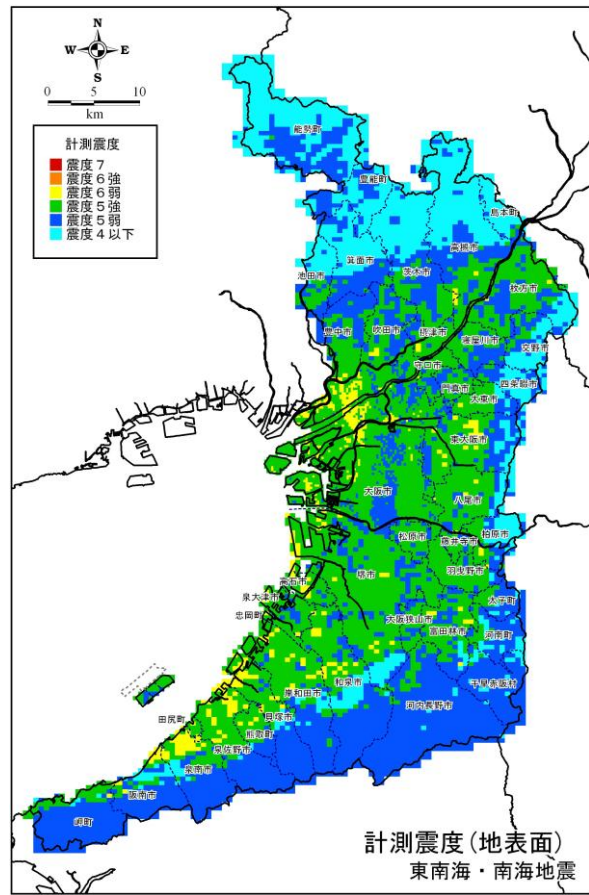 N
W E
S
0 5 10
km
計測震度
震度7
震度6強
震度6弱
震度5強
震度5弱
震度4以下
能勢町
豊能町
島本町
高槻市
箕面市
茨木市
池田市
枚方市
豊中市
吹田市
摂津市
寝屋川市
交野市
守口市
門真市
四条畷市
大東市
東大阪市
大阪市
八尾市
松原市
藤井寺市
柏原市
羽曳野市
堺市
高石市
泉大津市
忠岡町
太子町
大阪狭山市
富田林市
河南町
和泉市
岸和田市
千早赤阪村
河内長野市
貝塚市
田尻町
熊取町
泉佐野市
泉南市
阪南市
岬町
計測震度(地表面)
東南海・南海地震